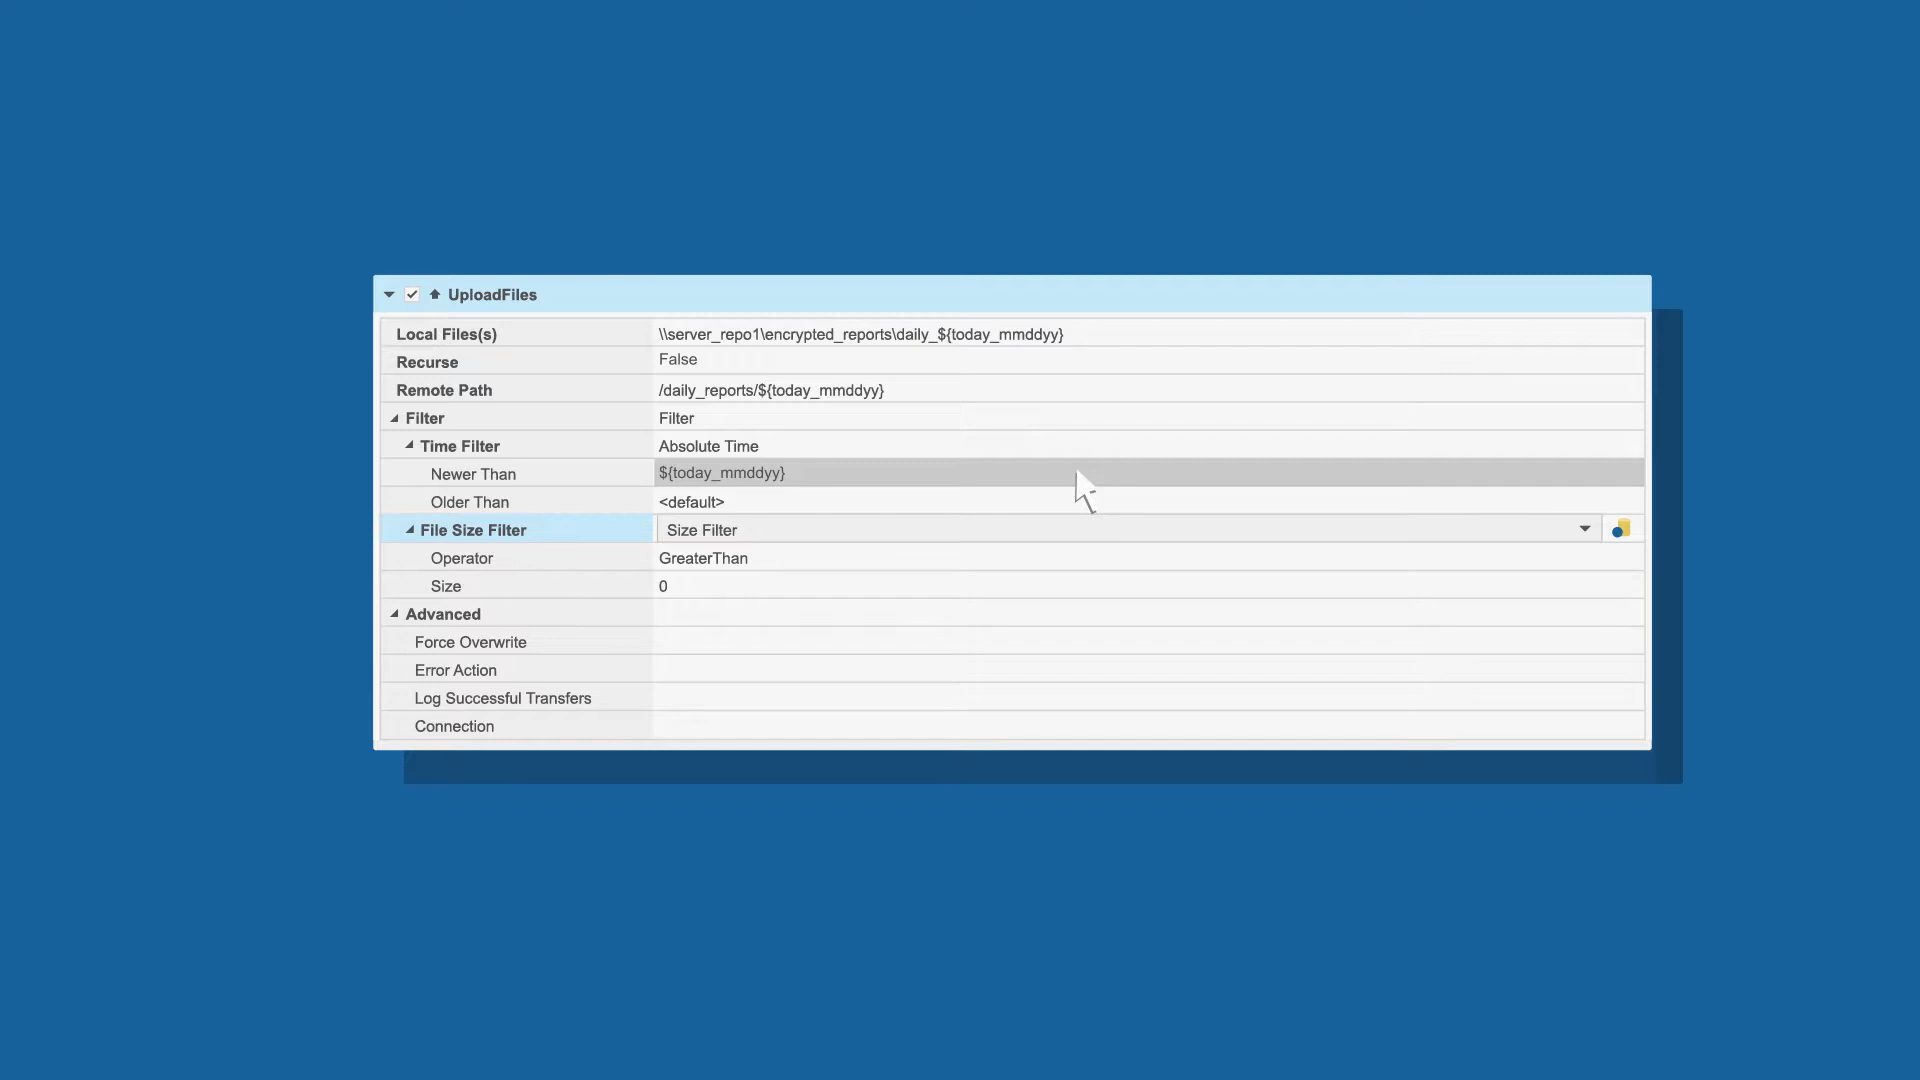 UploadFiles
Local Files(s) \\server_repo1\encrypted_reports\daily_${today_mmddyy}
Recurse False
Remote Path /daily_reports/${today_mmddyy}
Filter Filter
Time Filter Absolute Time
Newer Than ${today_mmddyy}
Older Than <default>
File Size Filter Size Filter
Operator GreaterThan
Size 0
Advanced
Force Overwrite
Error Action
Log Successful Transfers
Connection